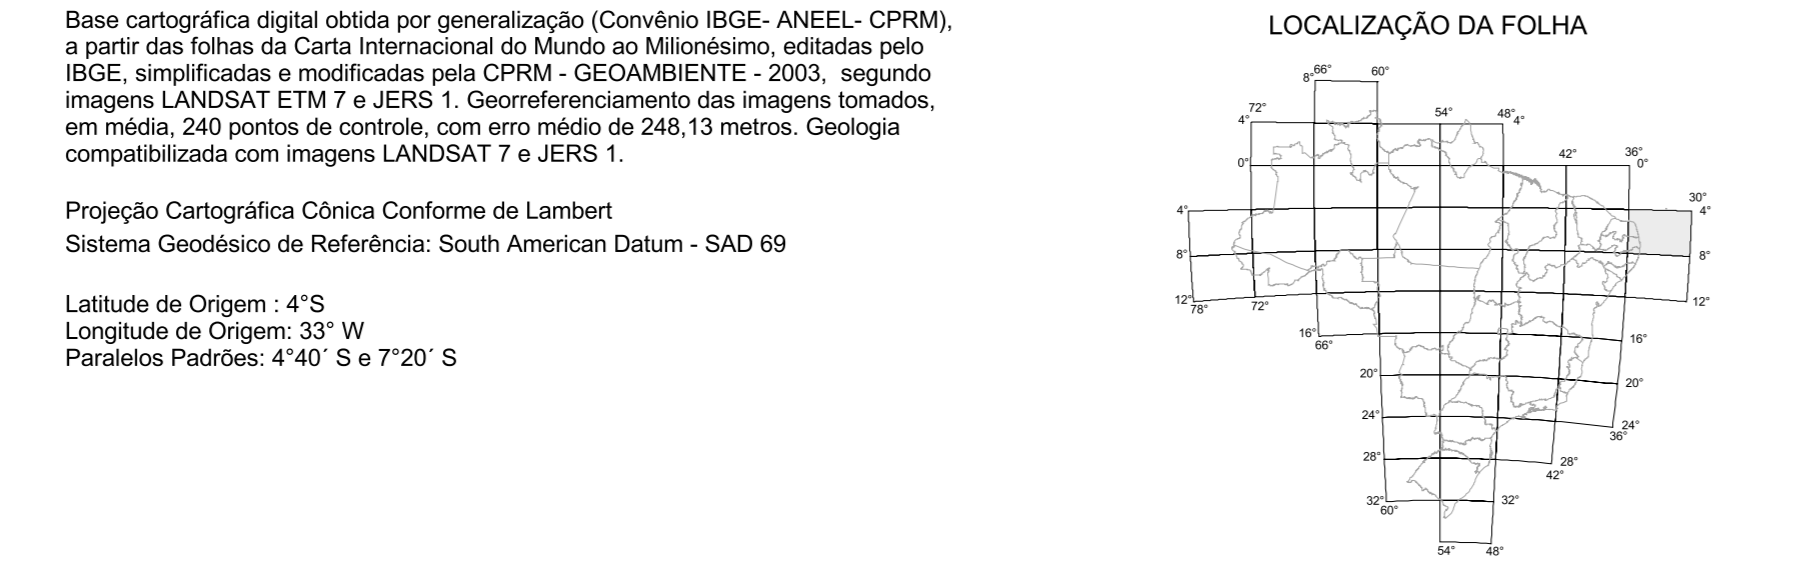 Base cartográfica digital obtida por generalização (Convênio IBGE- ANEEL- CPRM),
a partir das folhas da Carta Internacional do Mundo ao Milionésimo, editadas pelo
IBGE, simplificadas e modificadas pela CPRM - GEOAMBIENTE - 2003, segundo
imagens LANDSAT ETM 7 e JERS 1. Georreferenciamento das imagens tomados,
em média, 240 pontos de controle, com erro médio de 248,13 metros. Geologia
compatibilizada com imagens LANDSAT 7 e JERS 1.
Projeção Cartográfica Cônica Conforme de Lambert
Sistema Geodésico de Referência: South American Datum - SAD 69
Latitude de Origem : 4°S
Longitude de Origem: 33° W
Paralelos Padrões: 4°40´ S e 7°20´ S
LOCALIZAÇÃO DA FOLHA
8° 66° 60°
72° 54° 48°
4° 4°
42° 36°
0° 0°
30°
4° 4°
8° 8°
12° 12°
78° 72°
16° 16°
66°
20° 20°
24° 24°
36°
28° 28°
42°
32° 32°
60°
54° 48°